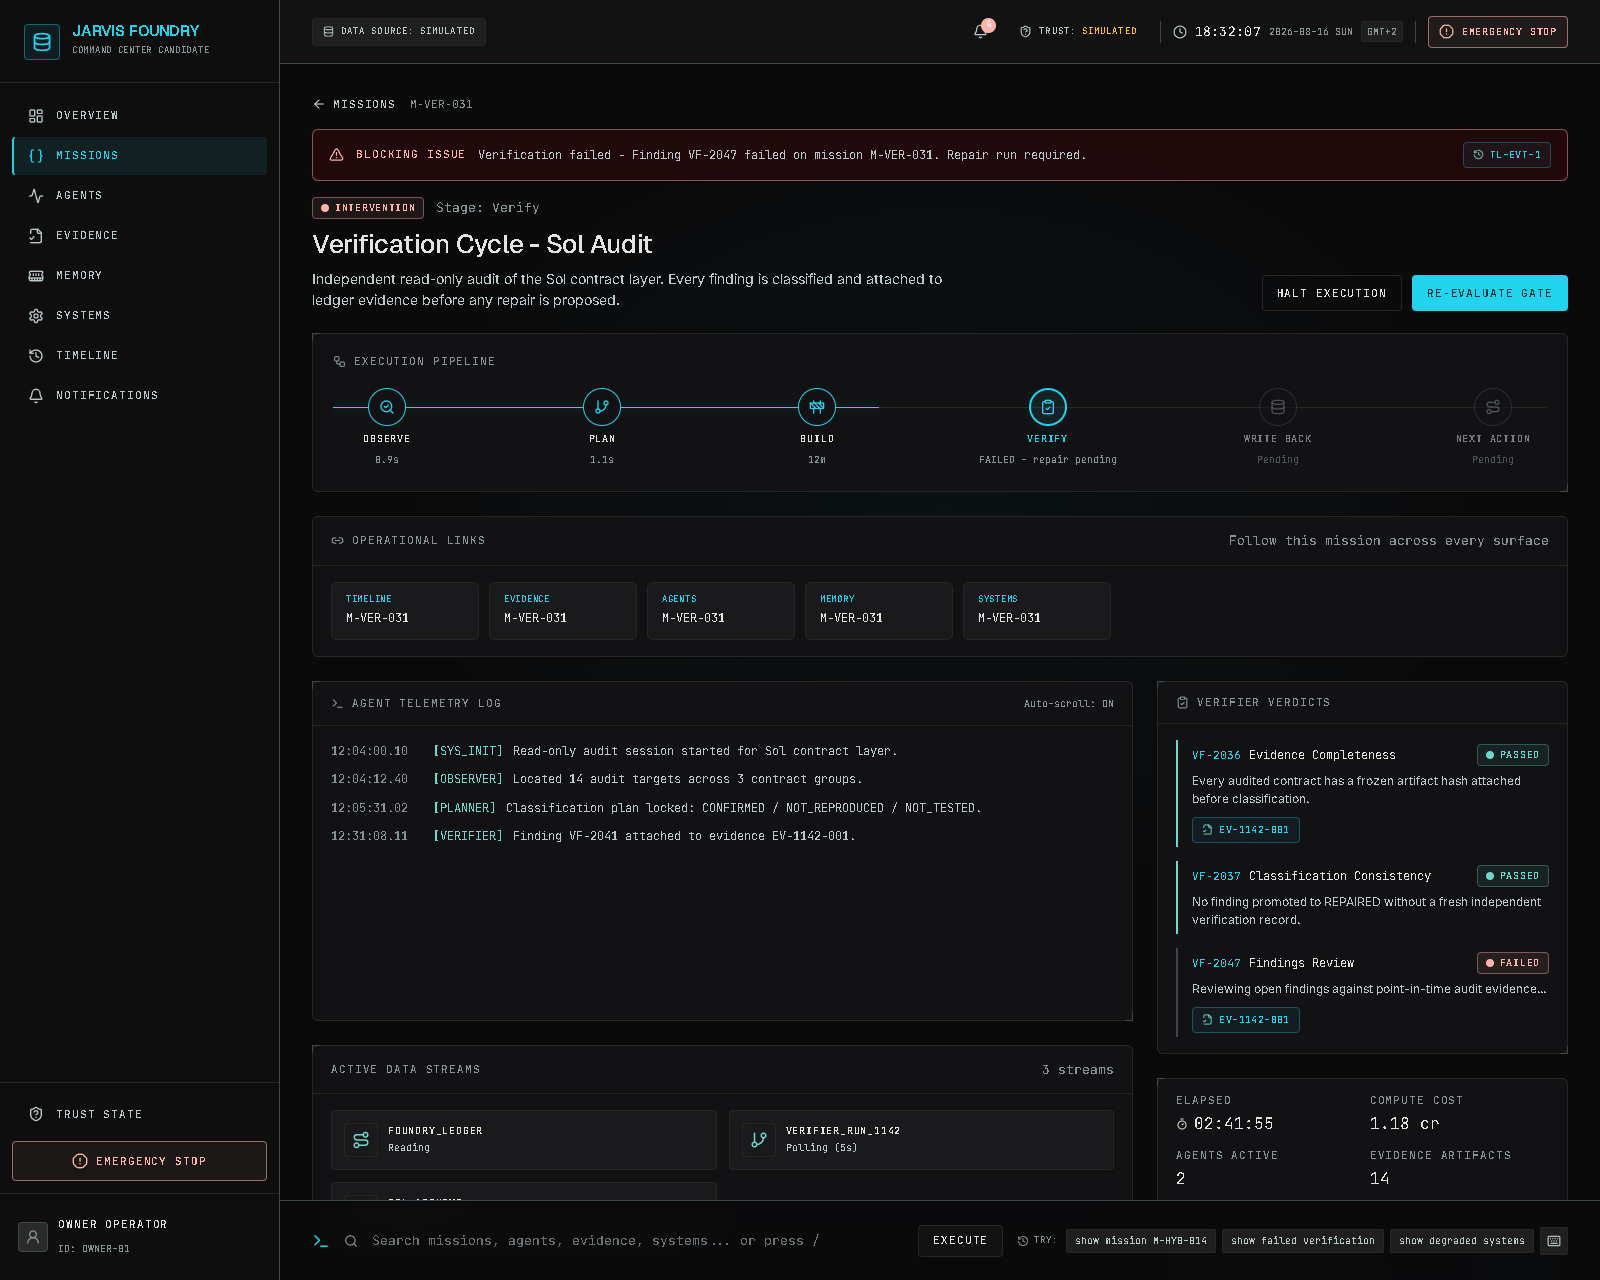 JARVIS FOUNDRY
COMMAND CENTER CANDIDATE
OVERVIEW
MISSIONS
AGENTS
EVIDENCE
MEMORY
SYSTEMS
TIMELINE
NOTIFICATIONS
TRUST STATE
EMERGENCY STOP
OWNER OPERATOR
ID: OWNER-01
DATA SOURCE: SIMULATED
4
TRUST: SIMULATED
18:32:07 2026-08-16 SUN GMT+2
EMERGENCY STOP
MISSIONS M-VER-031
BLOCKING ISSUE Verification failed - Finding VF-2047 failed on mission M-VER-031. Repair run required.
TL-EVT-1
INTERVENTION Stage: Verify
Verification Cycle - Sol Audit
Independent read-only audit of the Sol contract layer. Every finding is classified and attached to
ledger evidence before any repair is proposed.
HALT EXECUTION
RE-EVALUATE GATE
EXECUTION PIPELINE
OBSERVE PLAN BUILD VERIFY WRITE BACK NEXT ACTION
8.9s 1.1s 12m FAILED - repair pending Pending Pending
OPERATIONAL LINKS
Follow this mission across every surface
TIMELINE EVIDENCE AGENTS MEMORY SYSTEMS
M-VER-031 M-VER-031 M-VER-031 M-VER-031 M-VER-031
AGENT TELEMETRY LOG
Auto-scroll: ON
12:04:00.10 [SYS_INIT] Read-only audit session started for Sol contract layer.
12:04:12.40 [OBSERVER] Located 14 audit targets across 3 contract groups.
12:05:31.02 [PLANNER] Classification plan locked: CONFIRMED / NOT_REPRODUCED / NOT_TESTED.
12:31:08.11 [VERIFIER] Finding VF-2041 attached to evidence EV-1142-001.
VERIFIER VERDICTS
VF-2036 Evidence Completeness PASSED
Every audited contract has a frozen artifact hash attached
before classification.
EV-1142-001
VF-2037 Classification Consistency PASSED
No finding promoted to REPAIRED without a fresh independent
verification record.
VF-2047 Findings Review FAILED
Reviewing open findings against point-in-time audit evidence...
EV-1142-001
ACTIVE DATA STREAMS
3 streams
FOUNDRY_LEDGER
Reading
VERIFIER_RUN_1142
Polling (5s)
ELAPSED COMPUTE COST
02:41:55 1.18 cr
AGENTS ACTIVE EVIDENCE ARTIFACTS
2 14
Search missions, agents, evidence, systems... or press /
EXECUTE
TRY: show mission M-HYB-014 show failed verification show degraded systems